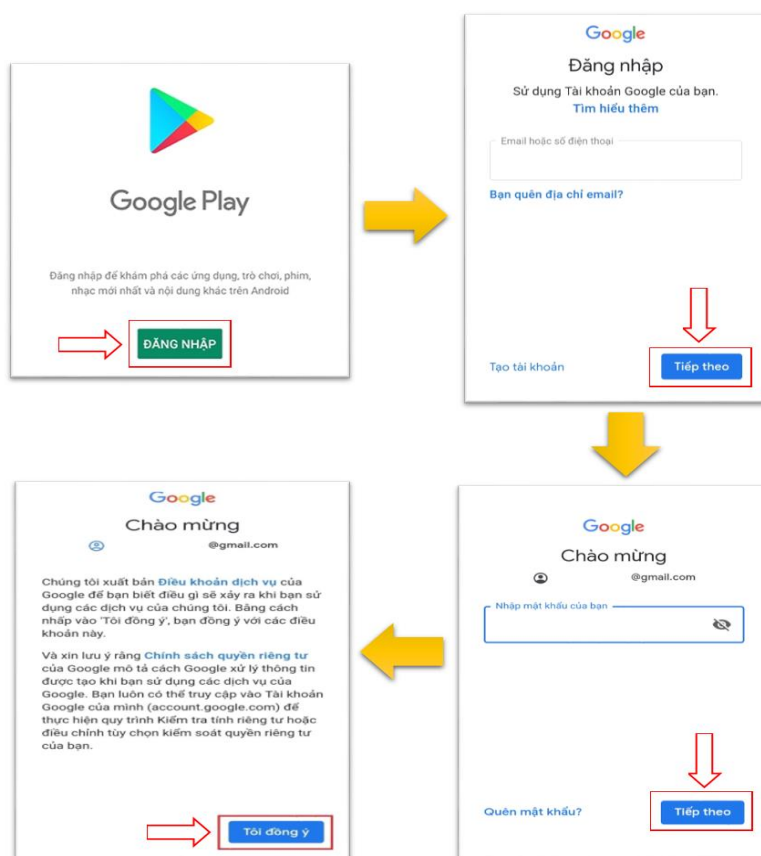 Google Play
Đăng nhập để khám phá các ứng dụng, trò chơi, phim,
nhạc mới nhất và nội dung khác trên Android
ĐĂNG NHẬP
Google
Đăng nhập
Sử dụng Tài khoản Google của bạn.
Tìm hiểu thêm
Email hoặc số điện thoại
Bạn quên địa chỉ email?
Tạo tài khoản
Tiếp theo
Google
Chào mừng
@gmail.com
Nhập mật khẩu của bạn
Quên mật khẩu?
Tiếp theo
Google
Chào mừng
@gmail.com
Chúng tôi xuất bản Điều khoản dịch vụ của
Google để bạn biết điều gì sẽ xảy ra khi bạn sử
dụng các dịch vụ của chúng tôi. Bằng cách
nhấp vào 'Tôi đồng ý', bạn đồng ý với các điều
khoản này.
Và xin lưu ý rằng Chính sách quyền riêng tư
của Google mô tả cách Google xử lý thông tin
được tạo khi bạn sử dụng các dịch vụ của
Google. Bạn luôn có thể truy cập vào Tài khoản
Google của mình (account.google.com) để
thực hiện quy trình Kiểm tra tính riêng tư hoặc
điều chỉnh tùy chọn kiểm soát quyền riêng tư
của bạn.
Tôi đồng ý